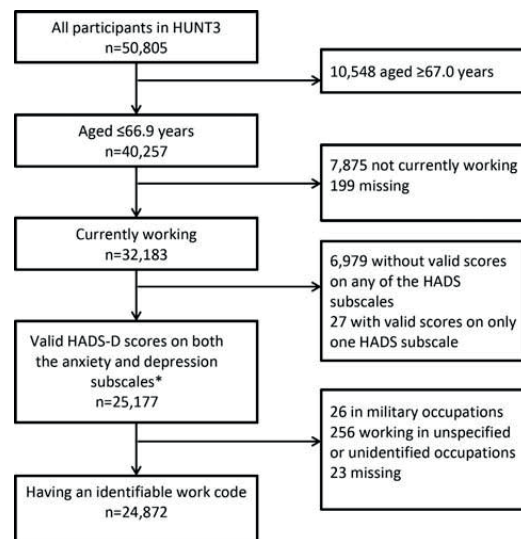 All participants in HUNT3
n=50,805
10,548 aged ≥67.0 years
Aged ≤66.9 years
n=40,257
7,875 not currently working
199 missing
Currently working
n=32,183
6,979 without valid scores
on any of the HADS
subscales
27 with valid scores on only
one HADS subscale
Valid HADS-D scores on both
the anxiety and depression
subscales*
n=25,177
26 in military occupations
256 working in unspecified
or unidentified occupations
23 missing
Having an identifiable work code
n=24,872